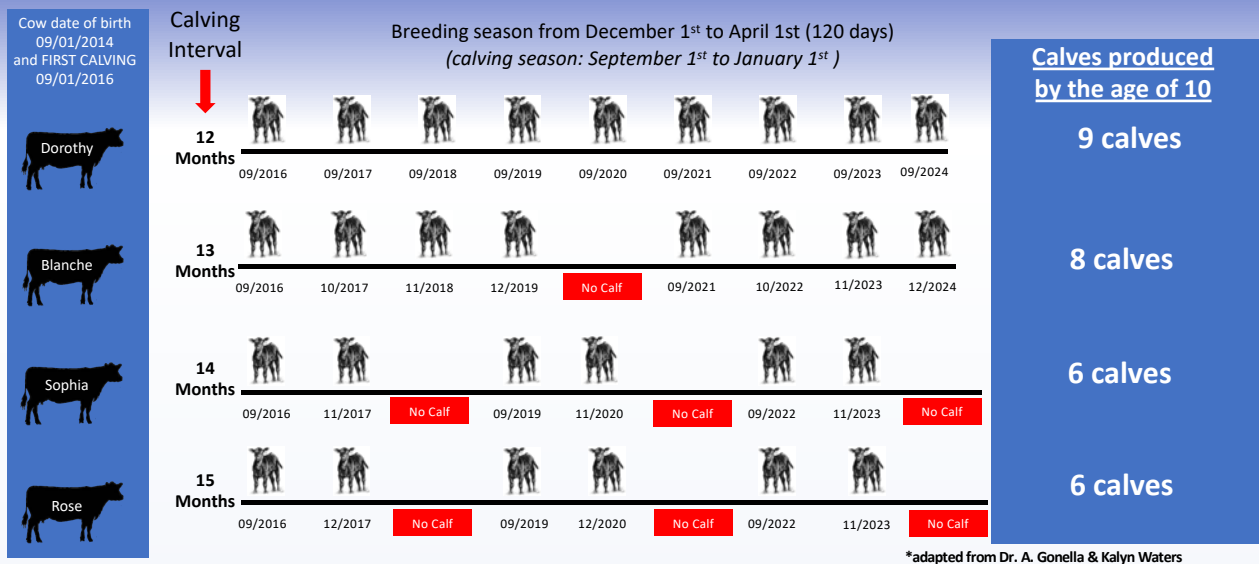 Cow date of birth
09/01/2014
and FIRST CALVING
09/01/2016
Calving
Interval
Breeding season from December 1st to April 1st (120 days)
(calving season: September 1st to January 1st )
Calves produced
by the age of 10
Dorothy
12
Months
09/2016 09/2017 09/2018 09/2019 09/2020 09/2021 09/2022 09/2023 09/2024
9 calves
Blanche
13
Months
09/2016 10/2017 11/2018 12/2019 No Calf 09/2021 10/2022 11/2023 12/2024
8 calves
Sophia
14
Months
09/2016 11/2017 No Calf 09/2019 11/2020 No Calf 09/2022 11/2023 No Calf
6 calves
Rose
15
Months
09/2016 12/2017 No Calf 09/2019 12/2020 No Calf 09/2022 11/2023 No Calf
6 calves
*adapted from Dr. A. Gonella & Kalyn Waters